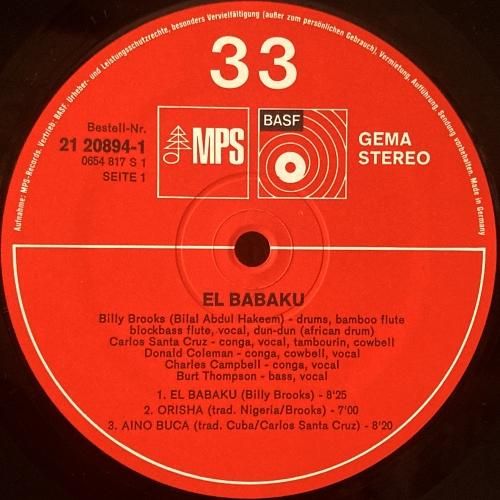 33
Aufnahme: MPS-Records. Vertrieb: BASF. Urheber- und Leistungsschutzrechte, besonders Vervielfältigung (außer zum persönlichen Gebrauch), Vermietung, Aufführung, Sendung vorbehalten. Made in Germany
Bestell-Nr.
21 20894-1
0654 817 S 1
SEITE 1
MPS
BASF
GEMA
STEREO
EL BABAKU
Billy Brooks (Bilal Abdul Hakeem) - drums, bamboo flute
blockbass flute, vocal, dun-dun (african drum)
Carlos Santa Cruz - conga, vocal, tambourin, cowbell
Donald Coleman - conga, cowbell, vocal
Charles Campbell - conga, vocal
Burt Thompson - bass, vocal
1. EL BABAKU (Billy Brooks) - 8'25
2. ORISHA (trad. Nigeria/Brooks) - 7'00
3. AINO BUCA (trad. Cuba/Carlos Santa Cruz) - 8'20